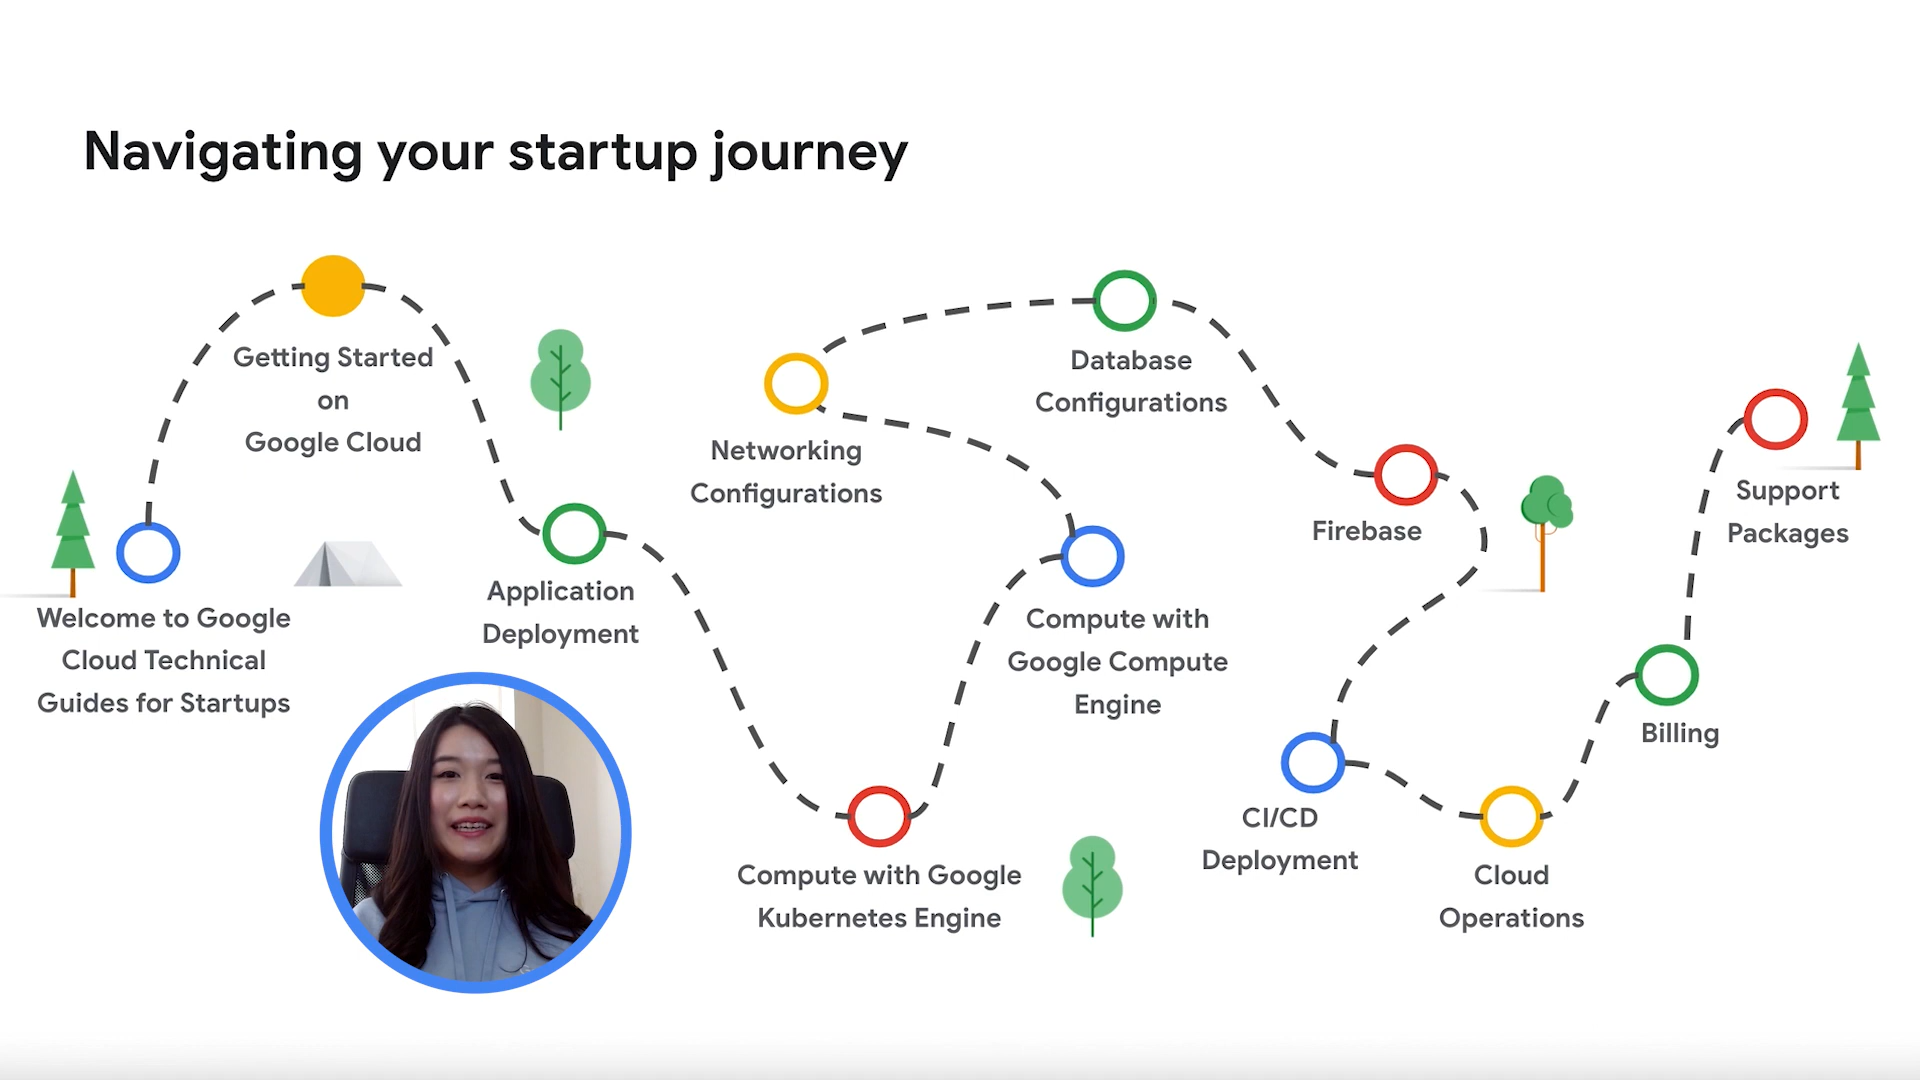 Navigating your startup journey
Welcome to Google
Cloud Technical
Guides for Startups
Getting Started
on
Google Cloud
Application
Deployment
Compute with Google
Kubernetes Engine
Compute with
Google Compute
Engine
Networking
Configurations
Database
Configurations
Firebase
CI/CD
Deployment
Cloud
Operations
Billing
Support
Packages